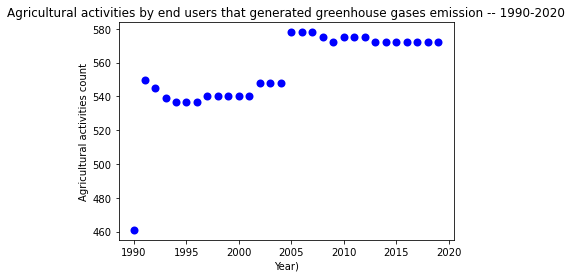 Agricultural activities by end users that generated greenhouse gases emission -- 1990-2020
580
560
540
520
500
480
460
Agricultural activities count
1990 1995 2000 2005 2010 2015 2020
Year)